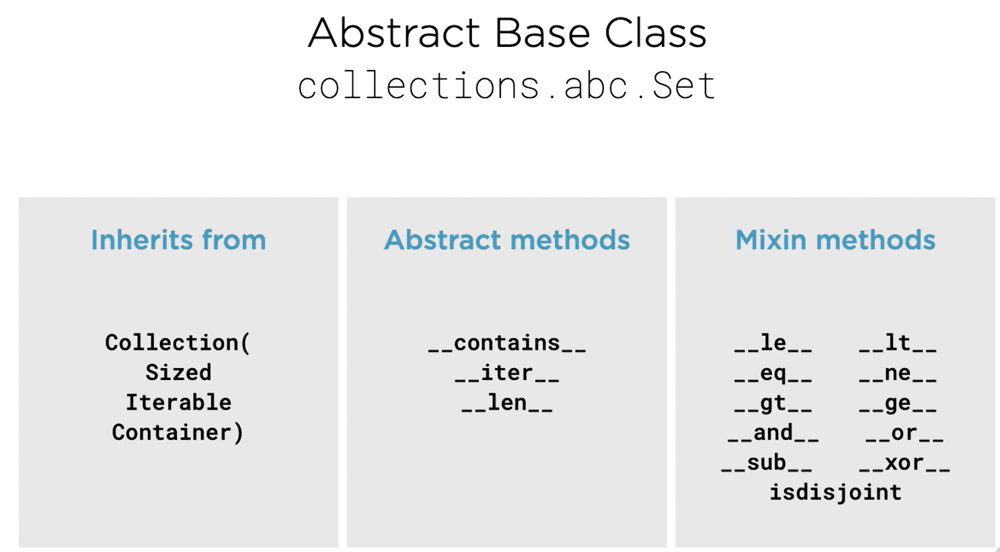 Abstract Base Class
collections.abc.Set
Inherits from
Collection(
Sized
Iterable
Container)
Abstract methods
__contains__
__iter__
__len__
Mixin methods
__le__ __lt__
__eq__ __ne__
__gt__ __ge__
__and__ __or__
__sub__ __xor__
isdisjoint